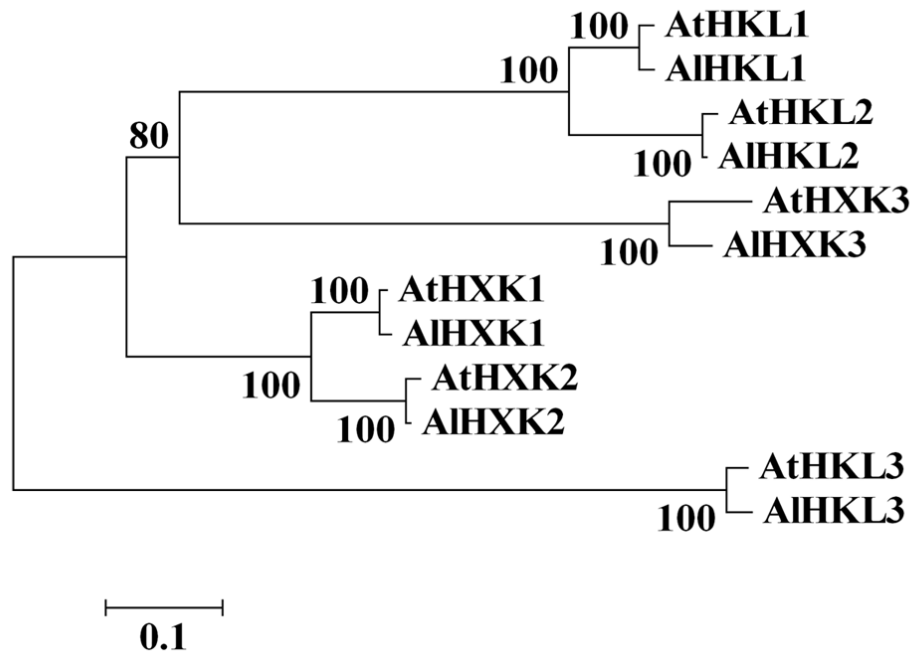 100 AtHKL1
100 AlHKL1
AtHKL2
80
100 AlHKL2
AtHXK3
100 AlHXK3
100 AtHXK1
AlHXK1
100 AtHXK2
100 AlHXK2
AtHKL3
100 AlHKL3
0.1